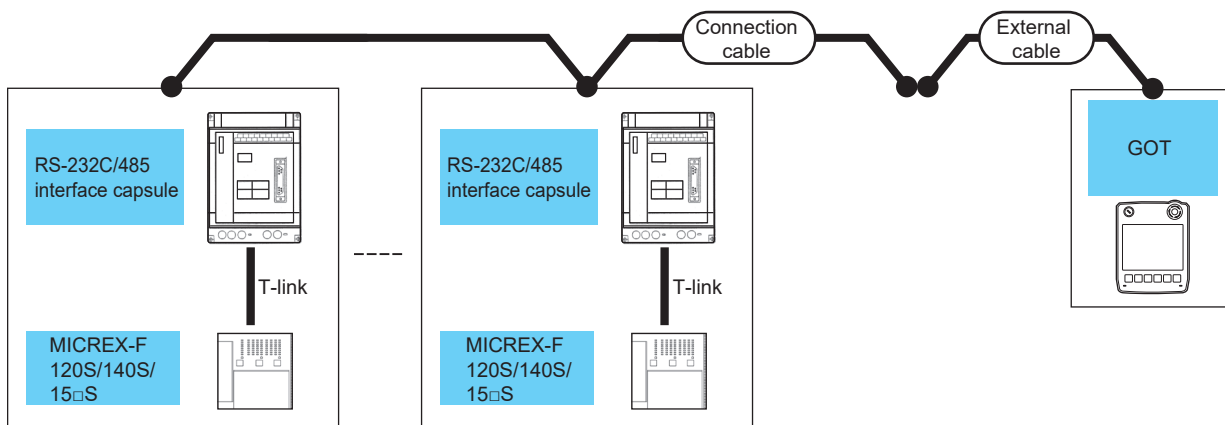 Connection
cable
External
cable
RS-232C/485
interface capsule
RS-232C/485
interface capsule
GOT
T-link
T-link
MICREX-F
120S/140S/
15□S
MICREX-F
120S/140S/
15□S